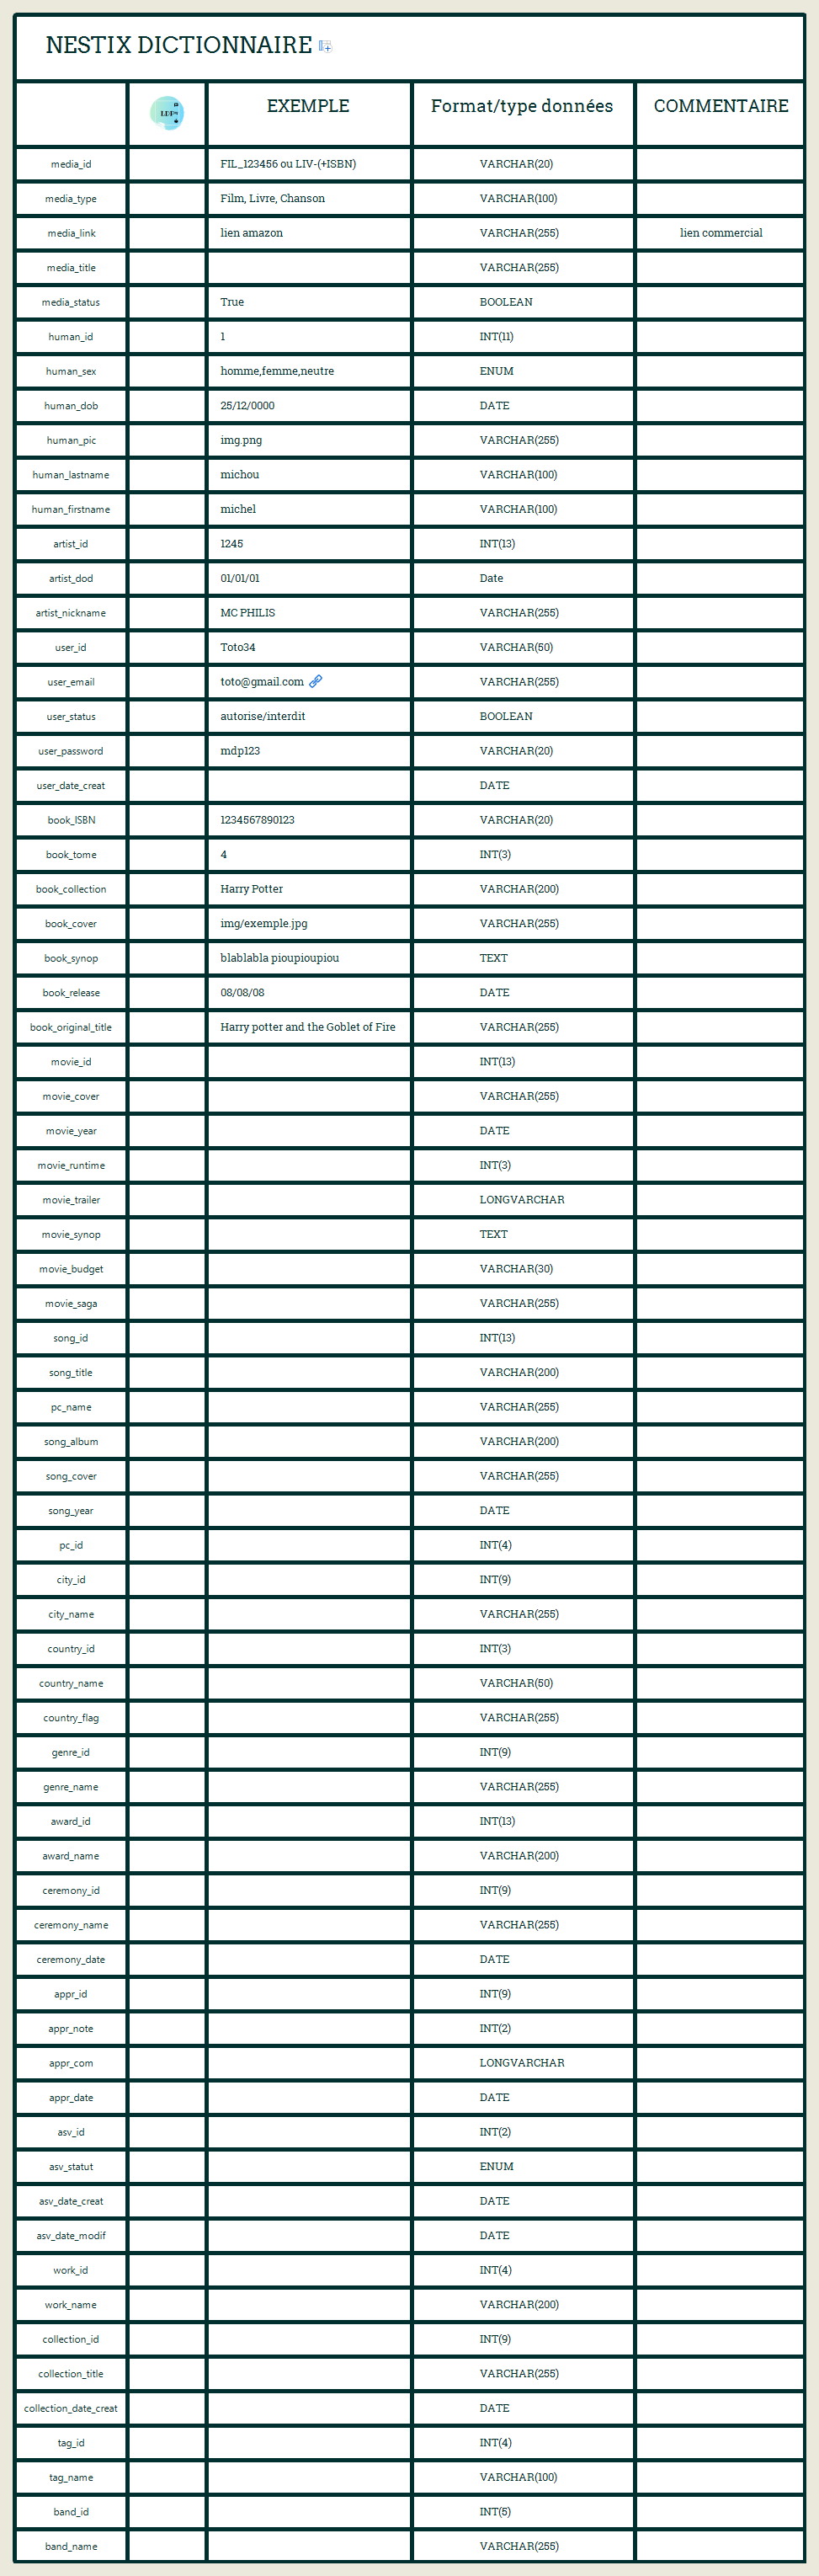 NESTIX DICTIONNAIRE
EXEMPLE Format/type données COMMENTAIRE
media_id FIL_123456 ou LIV-(+ISBN) VARCHAR(20)
media_type Film, Livre, Chanson VARCHAR(100)
media_link lien amazon VARCHAR(255) lien commercial
media_title VARCHAR(255)
media_status True BOOLEAN
human_id 1 INT(11)
human_sex homme,femme,neutre ENUM
human_dob 25/12/0000 DATE
human_pic img.png VARCHAR(255)
human_lastname michou VARCHAR(100)
human_firstname michel VARCHAR(100)
artist_id 1245 INT(13)
artist_dod 01/01/01 Date
artist_nickname MC PHILIS VARCHAR(255)
user_id Toto34 VARCHAR(50)
user_email toto@gmail.com VARCHAR(255)
user_status autorise/interdit BOOLEAN
user_password mdp123 VARCHAR(20)
user_date_creat DATE
book_ISBN 1234567890123 VARCHAR(20)
book_tome 4 INT(3)
book_collection Harry Potter VARCHAR(200)
book_cover img/exemple.jpg VARCHAR(255)
book_synop blablabla pioupioupiou TEXT
book_release 08/08/08 DATE
book_original_title Harry potter and the Goblet of Fire VARCHAR(255)
movie_id INT(13)
movie_cover VARCHAR(255)
movie_year DATE
movie_runtime INT(3)
movie_trailer LONGVARCHAR
movie_synop TEXT
movie_budget VARCHAR(30)
movie_saga VARCHAR(255)
song_id INT(13)
song_title VARCHAR(200)
pc_name VARCHAR(255)
song_album VARCHAR(200)
song_cover VARCHAR(255)
song_year DATE
pc_id INT(4)
city_id INT(9)
city_name VARCHAR(255)
country_id INT(3)
country_name VARCHAR(50)
country_flag VARCHAR(255)
genre_id INT(9)
genre_name VARCHAR(255)
award_id INT(13)
award_name VARCHAR(200)
ceremony_id INT(9)
ceremony_name VARCHAR(255)
ceremony_date DATE
appr_id INT(9)
appr_note INT(2)
appr_com LONGVARCHAR
appr_date DATE
asv_id INT(2)
asv_statut ENUM
asv_date_creat DATE
asv_date_modif DATE
work_id INT(4)
work_name VARCHAR(200)
collection_id INT(9)
collection_title VARCHAR(255)
collection_date_creat DATE
tag_id INT(4)
tag_name VARCHAR(100)
band_id INT(5)
band_name VARCHAR(255)